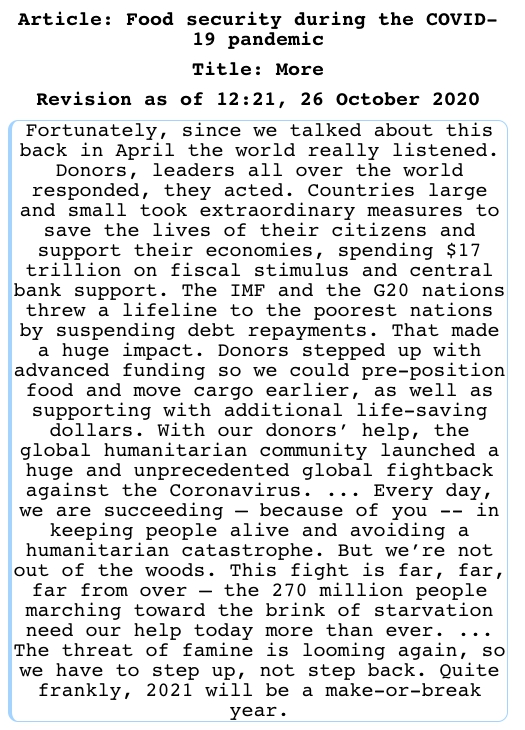 Article: Food security during the COVID-
19 pandemic
Title: More
Revision as of 12:21, 26 October 2020
Fortunately, since we talked about this
back in April the world really listened.
Donors, leaders all over the world
responded, they acted. Countries large
and small took extraordinary measures to
save the lives of their citizens and
support their economies, spending $17
trillion on fiscal stimulus and central
bank support. The IMF and the G20 nations
threw a lifeline to the poorest nations
by suspending debt repayments. That made
a huge impact. Donors stepped up with
advanced funding so we could pre-position
food and move cargo earlier, as well as
supporting with additional life-saving
dollars. With our donors’ help, the
global humanitarian community launched a
huge and unprecedented global fightback
against the Coronavirus. ... Every day,
we are succeeding – because of you -- in
keeping people alive and avoiding a
humanitarian catastrophe. But we’re not
out of the woods. This fight is far, far,
far from over – the 270 million people
marching toward the brink of starvation
need our help today more than ever. ...
The threat of famine is looming again, so
we have to step up, not step back. Quite
frankly, 2021 will be a make-or-break
year.